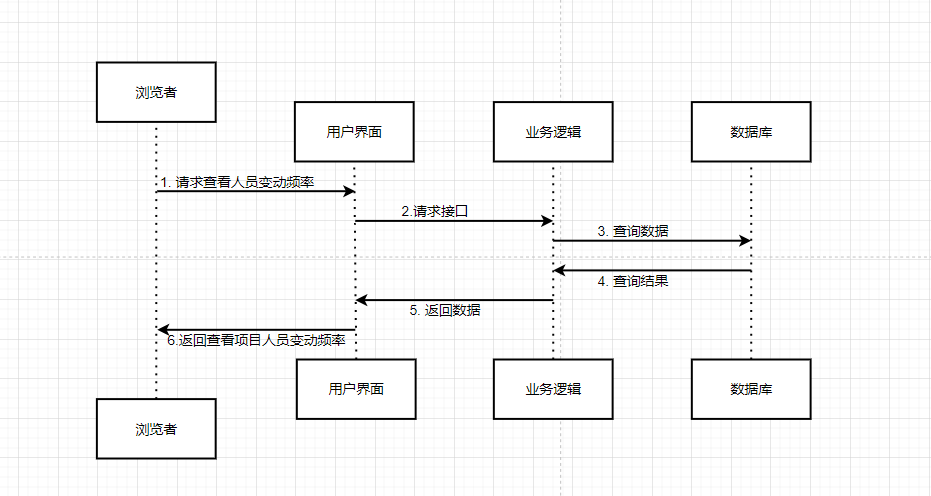 浏览者
用户界面
业务逻辑
数据库
1. 请求查看人员变动频率
2.请求接口
3. 查询数据
4. 查询结果
5. 返回数据
6.返回查看项目人员变动频率
用户界面
业务逻辑
数据库
浏览者